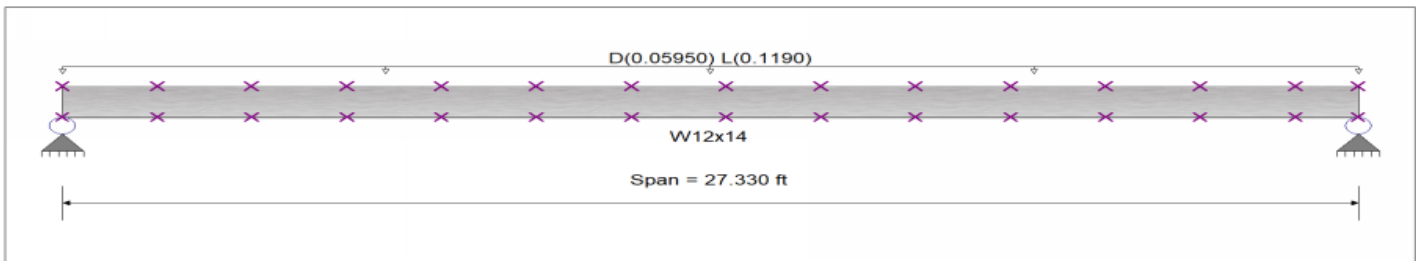 D(0.05950) L(0.1190)
W12x14
Span = 27.330 ft